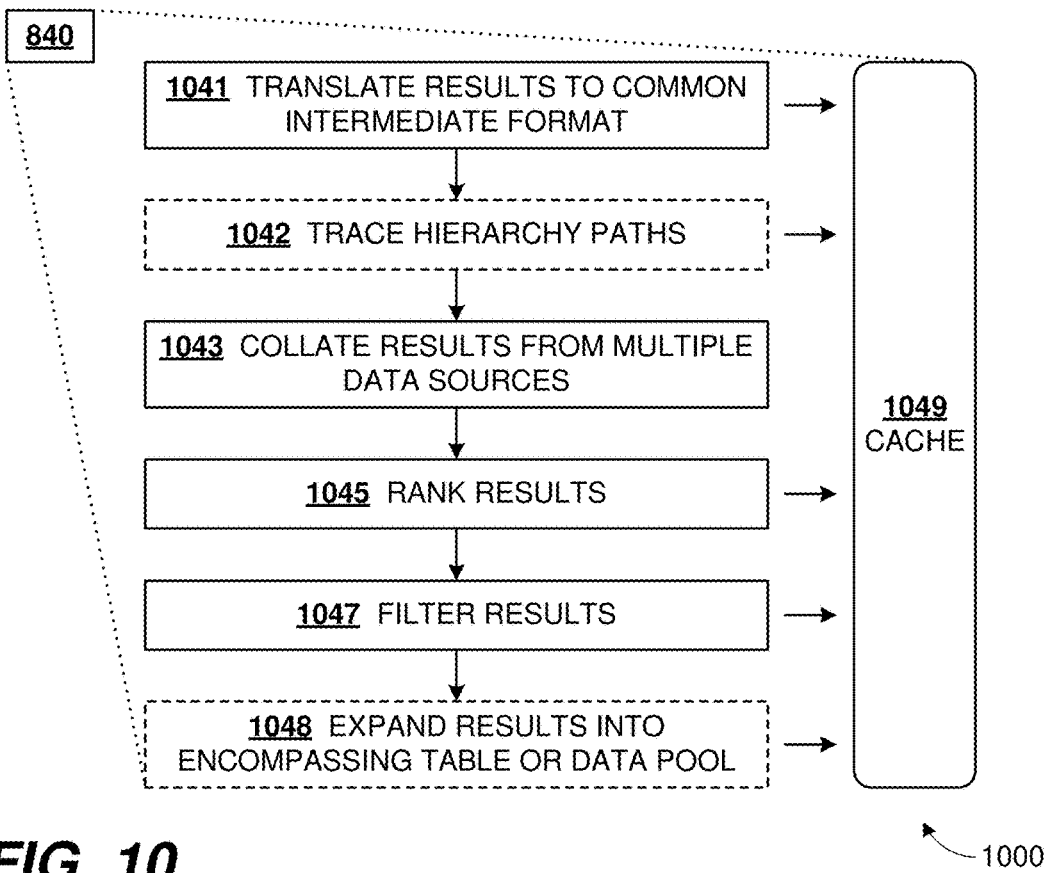 840
1041 TRANSLATE RESULTS TO COMMON
INTERMEDIATE FORMAT
1042 TRACE HIERARCHY PATHS
1043 COLLATE RESULTS FROM MULTIPLE
DATA SOURCES
1045 RANK RESULTS
1047 FILTER RESULTS
1048 EXPAND RESULTS INTO
ENCOMPASSING TABLE OR DATA POOL
1049
CACHE
1000
FIG. 10